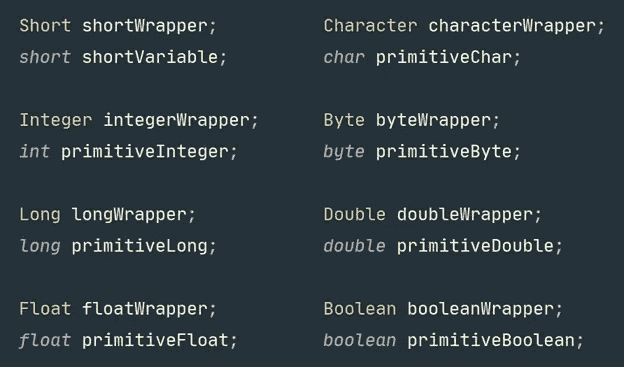 Short shortWrapper;
short shortVariable;
Integer integerWrapper;
int primitiveInteger;
Long longWrapper;
long primitiveLong;
Float floatWrapper;
float primitiveFloat;
Character characterWrapper;
char primitiveChar;
Byte byteWrapper;
byte primitiveByte;
Double doubleWrapper;
double primitiveDouble;
Boolean booleanWrapper;
boolean primitiveBoolean;